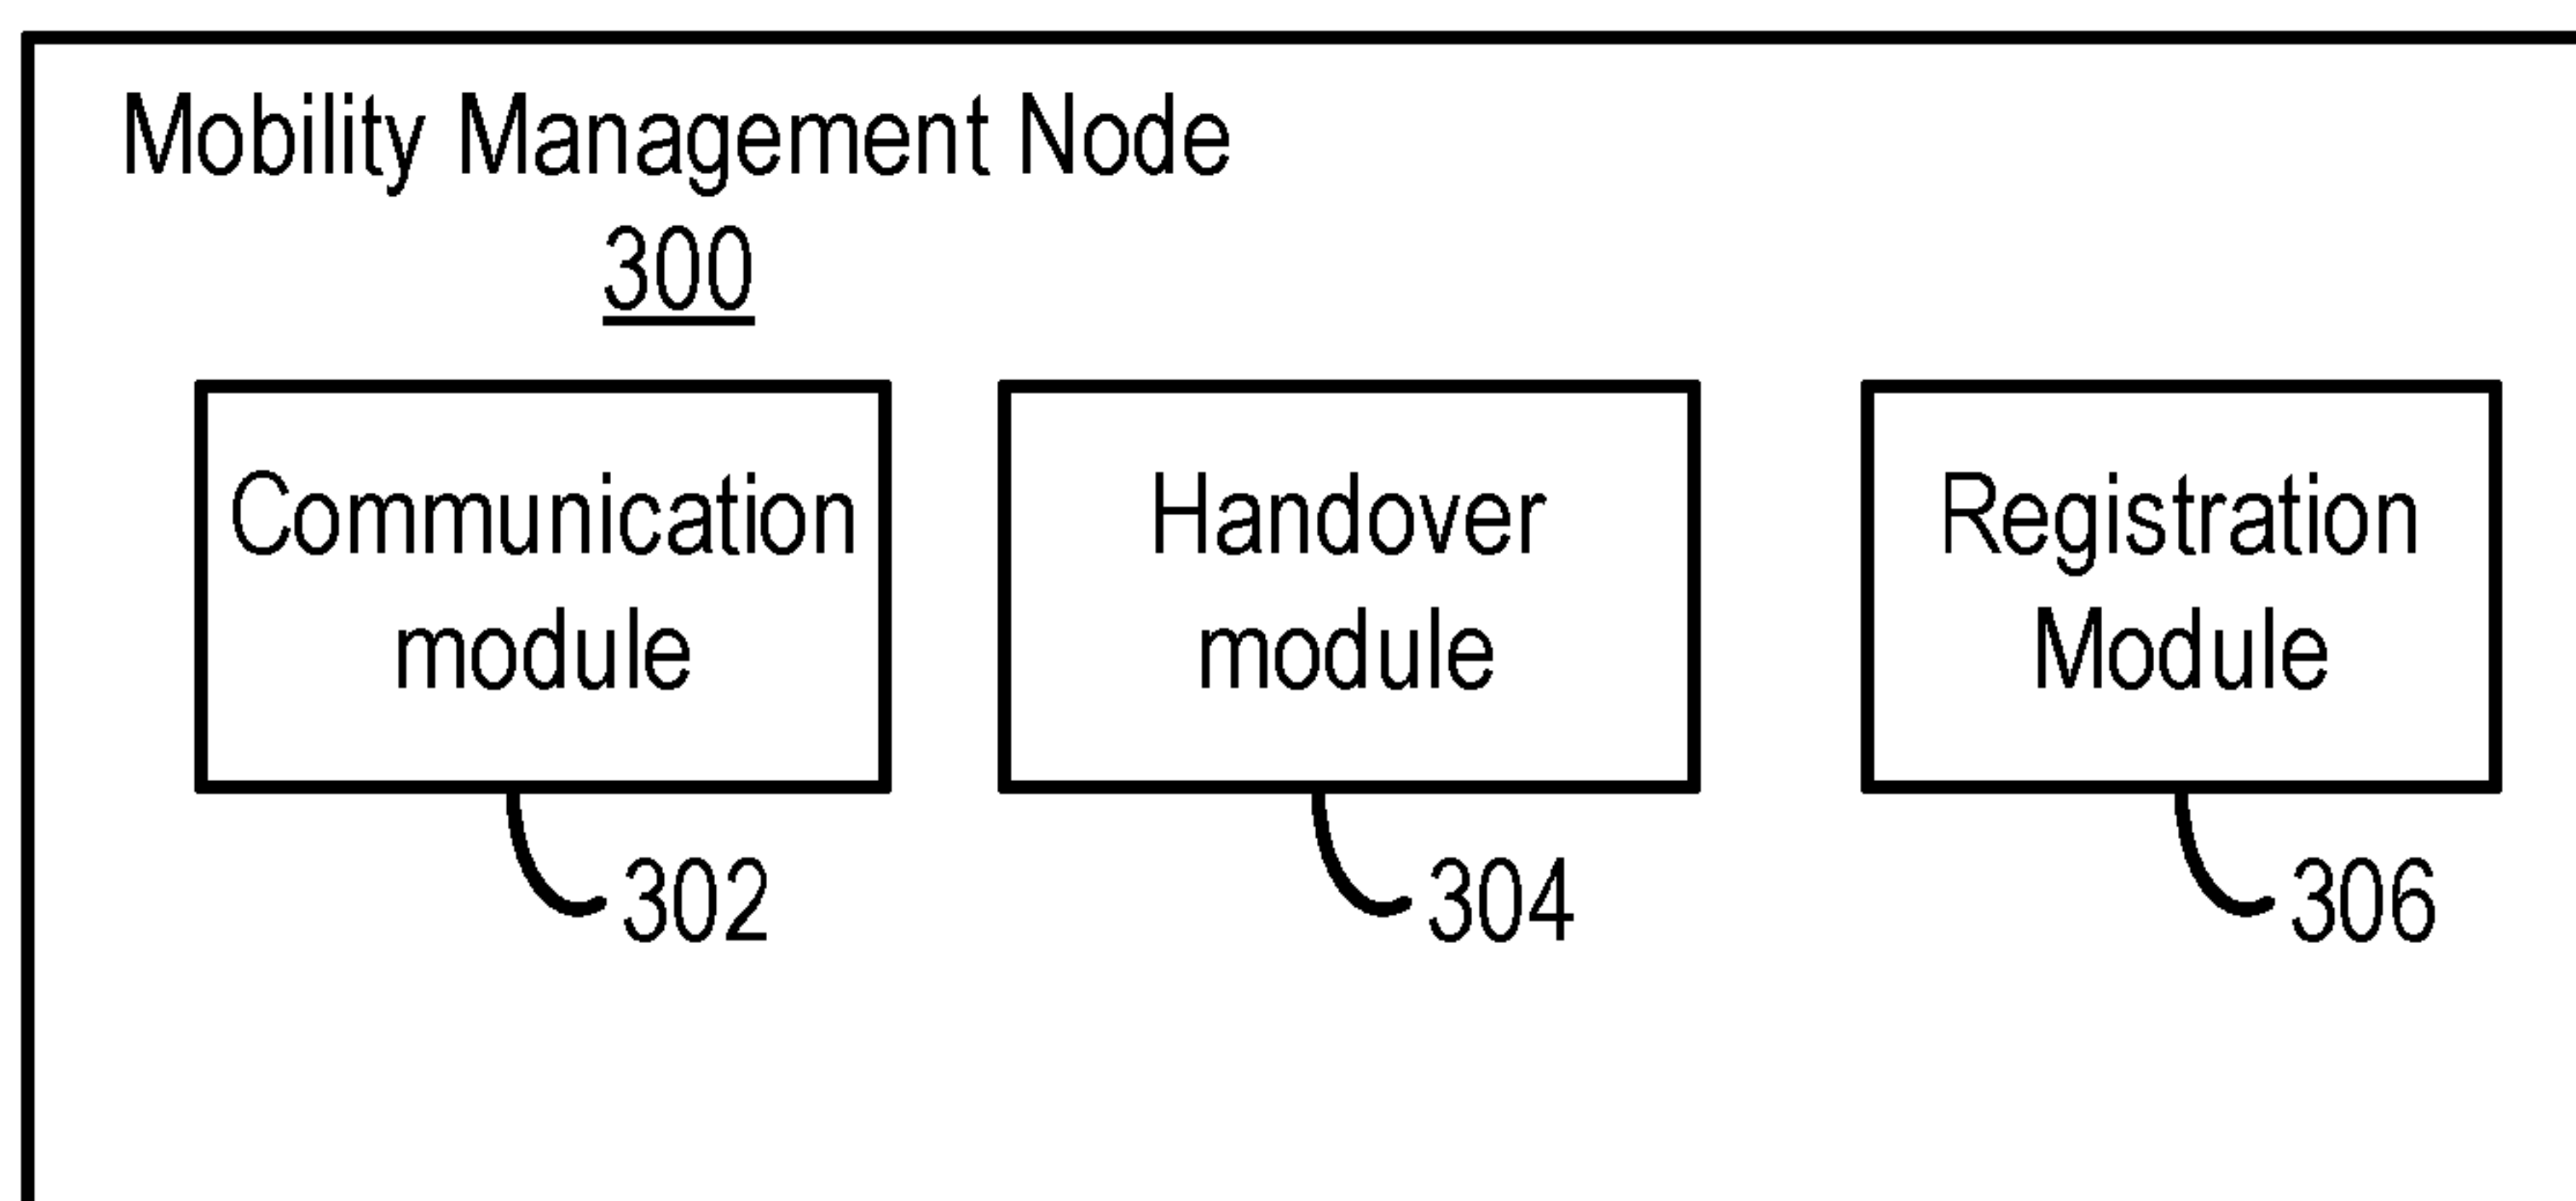 Mobility Management Node
300
Communication
module
Handover
module
Registration
Module
302
304
306